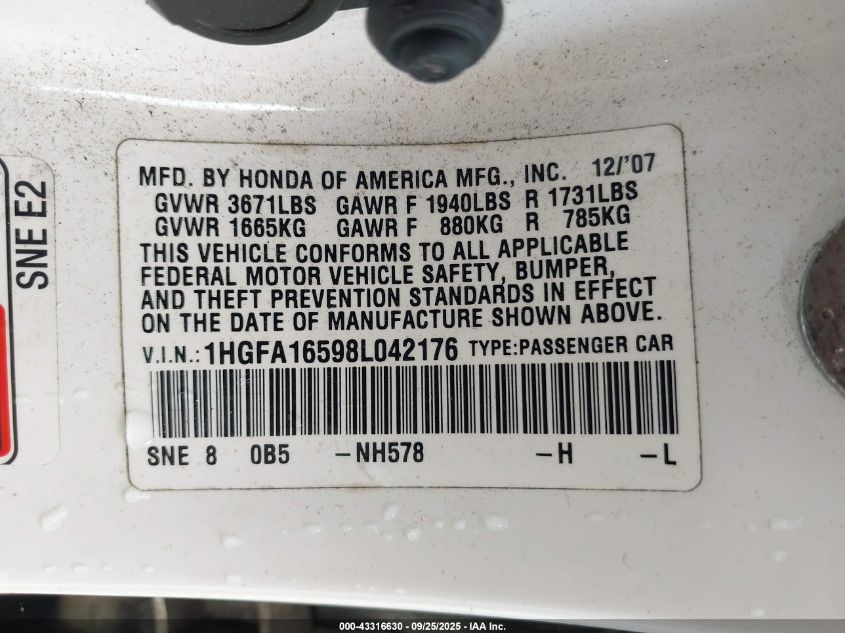 SNE E2
MFD. BY HONDA OF AMERICA MFG., INC. 12/'07
GVWR 3671LBS GAWR F 1940LBS R 1731LBS
GVWR 1665KG GAWR F 880KG R 785KG
THIS VEHICLE CONFORMS TO ALL APPLICABLE
FEDERAL MOTOR VEHICLE SAFETY, BUMPER,
AND THEFT PREVENTION STANDARDS IN EFFECT
ON THE DATE OF MANUFACTURE SHOWN ABOVE.
V.I.N.: 1HGFA16598L042176 TYPE:PASSENGER CAR
SNE 8 0B5 -NH578 -H -L
000-43316630 - 09/25/2025 - IAA Inc.